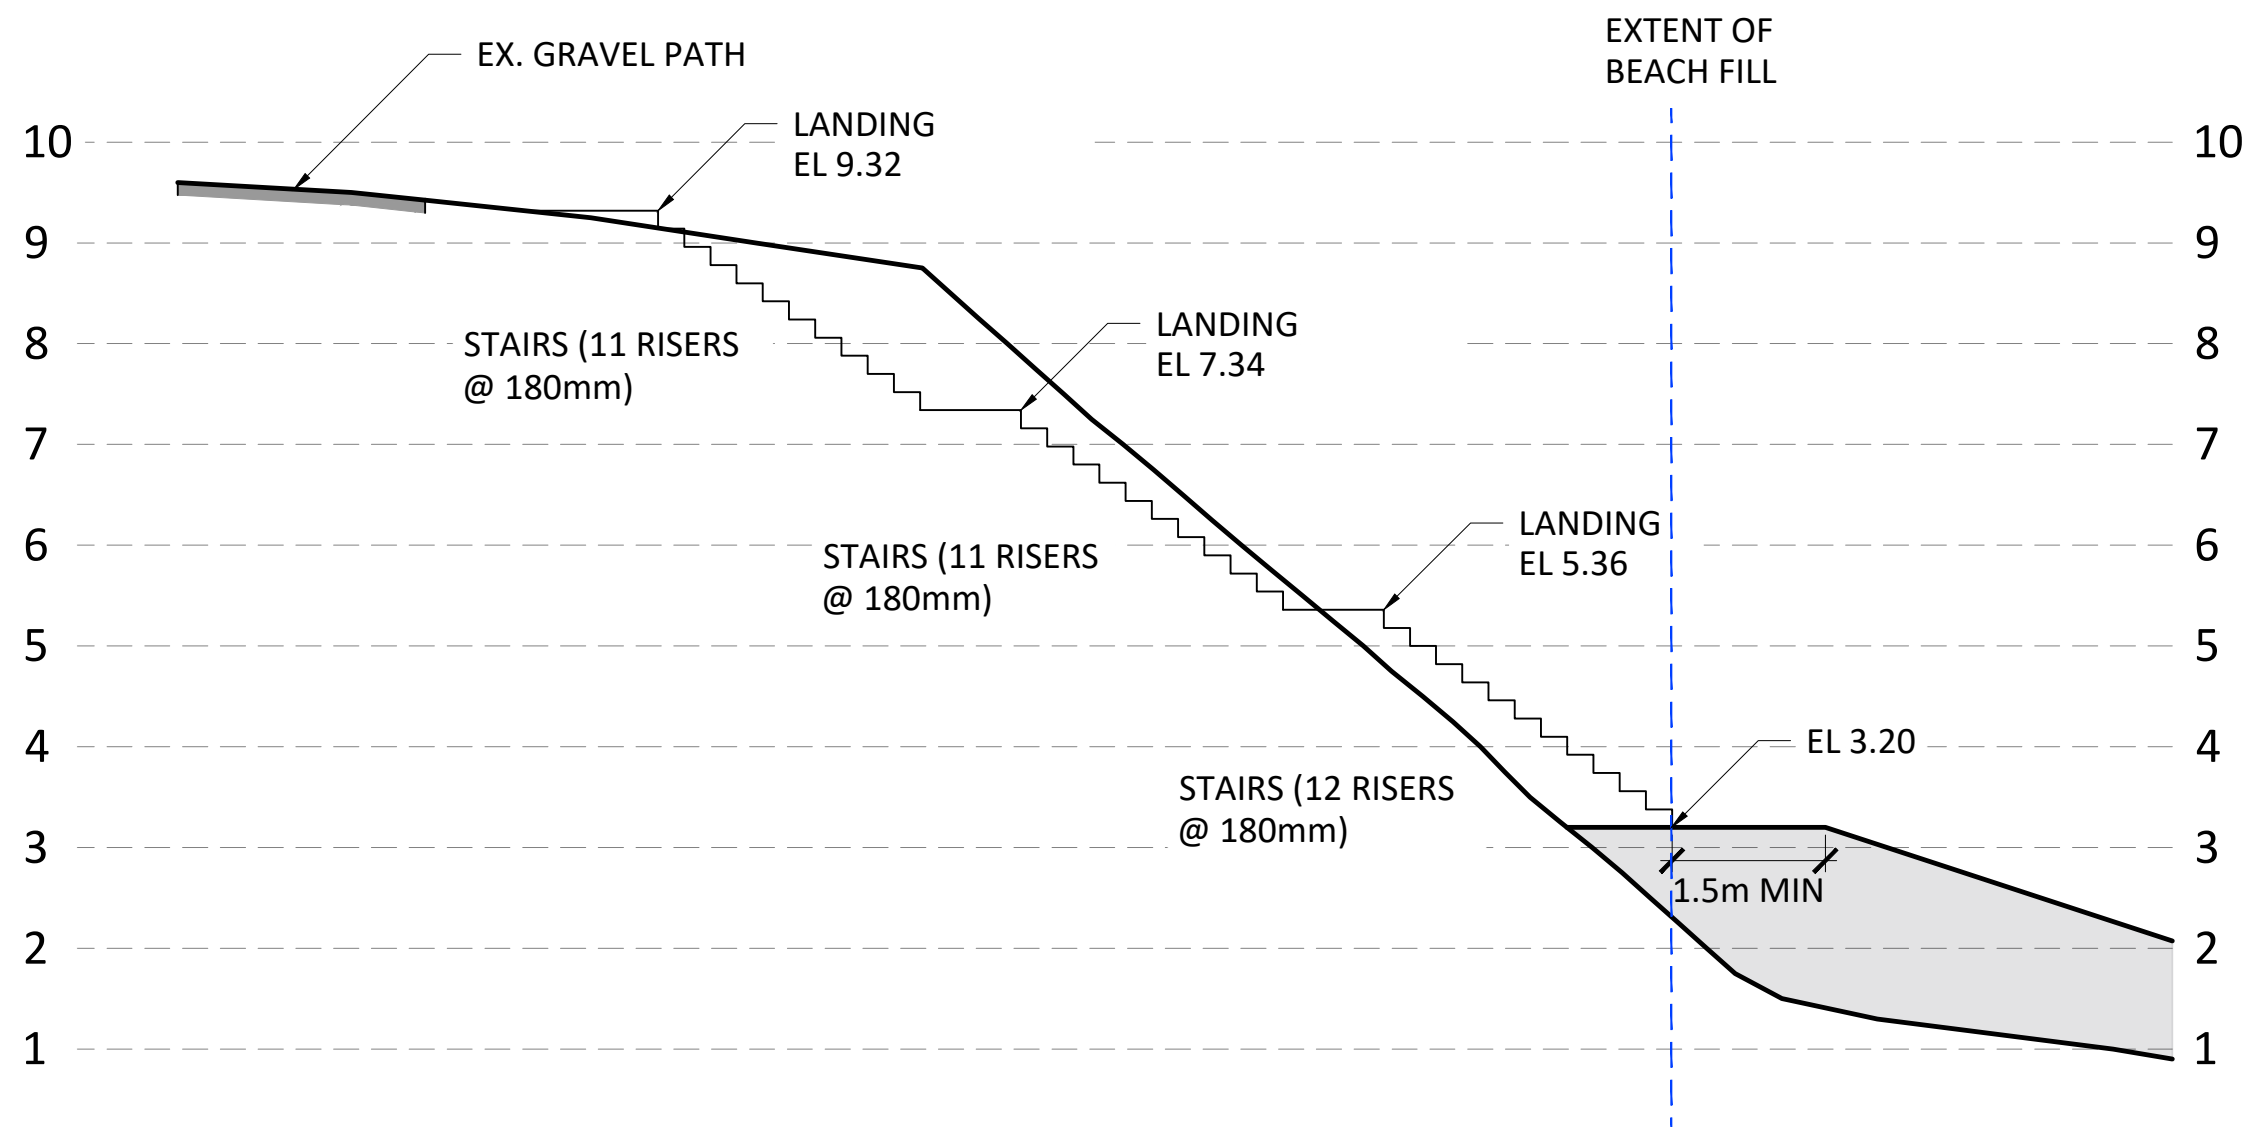 EXTENT OF
BEACH FILL
EX. GRAVEL PATH
LANDING
EL 9.32
10
10
9
9
STAIRS (11 RISERS
@ 180mm)
LANDING
EL 7.34
8
8
7
7
STAIRS (11 RISERS
@ 180mm)
LANDING
EL 5.36
6
6
5
5
EL 3.20
4
4
STAIRS (12 RISERS
@ 180mm)
3
3
1.5m MIN
2
2
1
1